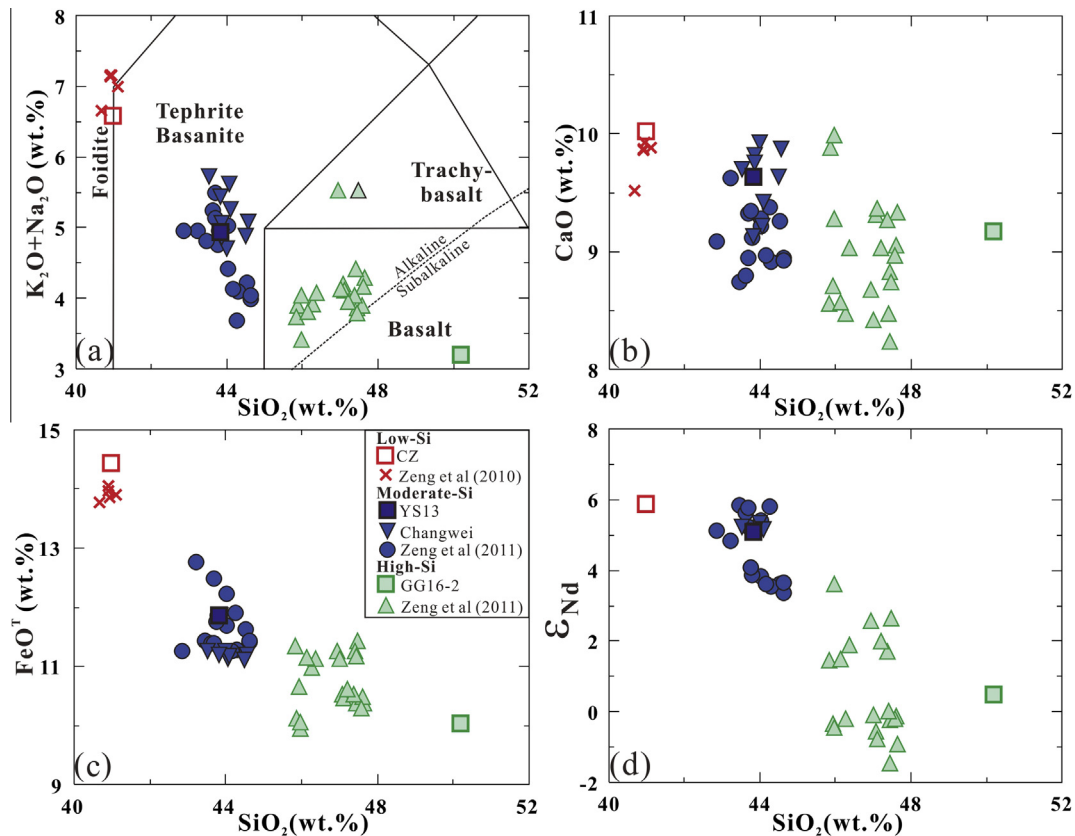 8
7
6
5
4
3
K₂O+Na₂O (wt.%)
Foidite
Tephrite
Basanite
Trachy-
basalt
Alkaline
Subalkaline
Basalt
(a)
40
44
48
52
SiO₂(wt.%)
11
10
9
8
CaO (wt.%)
(b)
40
44
48
52
SiO₂(wt.%)
15
13
11
9
FeOᵀ (wt.%)
Low-Si
CZ
Zeng et al (2010)
Moderate-Si
YS13
Changwei
Zeng et al (2011)
High-Si
GG16-2
Zeng et al (2011)
(c)
40
44
48
52
SiO₂(wt.%)
8
6
4
2
0
-2
εNd
(d)
40
44
48
52
SiO₂(wt.%)